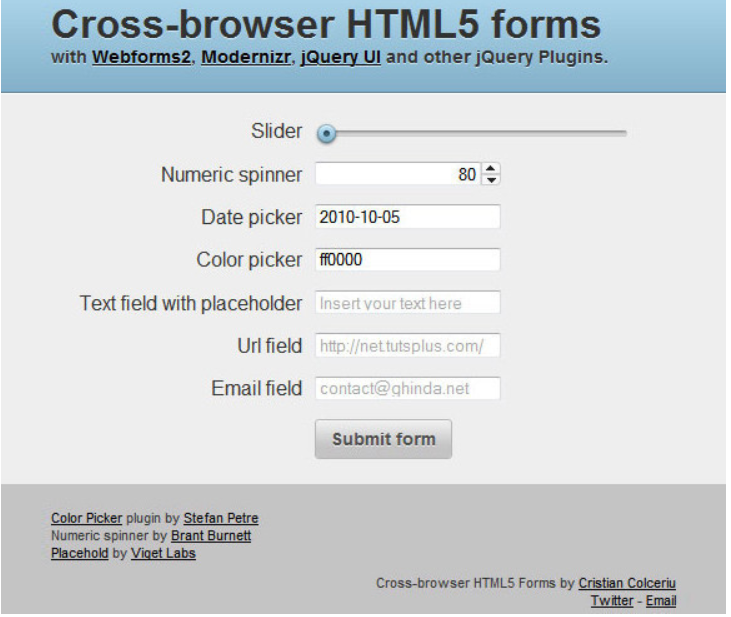 Cross-browser HTML5 forms
with Webforms2, Modernizr, jQuery UI and other jQuery Plugins.
Slider
Numeric spinner 80
Date picker 2010-10-05
Color picker ff0000
Text field with placeholder Insert your text here
Url field http://net.tutsplus.com/
Email field contact@ghinda.net
Submit form
Color Picker plugin by Stefan Petre
Numeric spinner by Brant Burnett
Placehold by Viget Labs
Cross-browser HTML5 Forms by Cristian Colceriu
Twitter - Email